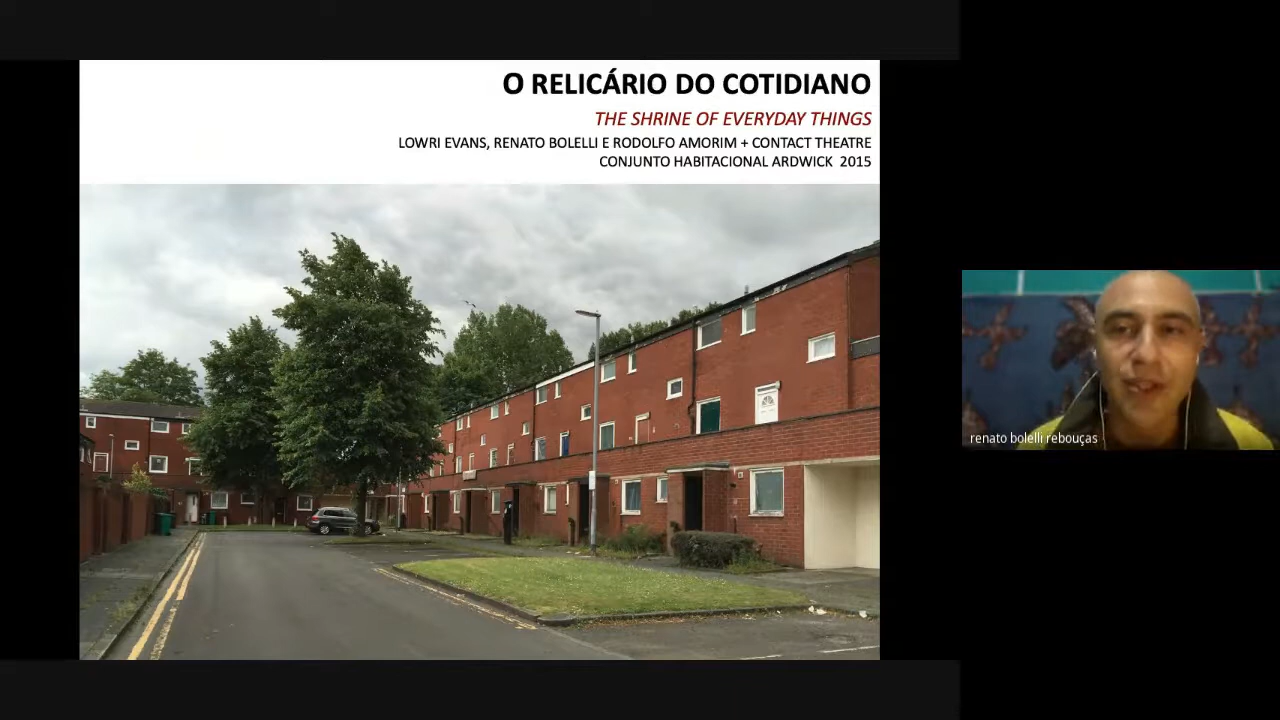 O RELICÁRIO DO COTIDIANO
THE SHRINE OF EVERYDAY THINGS
LOWRI EVANS, RENATO BOLELLI E RODOLFO AMORIM + CONTACT THEATRE
CONJUNTO HABITACIONAL ARDWICK 2015
renato bolelli rebouças